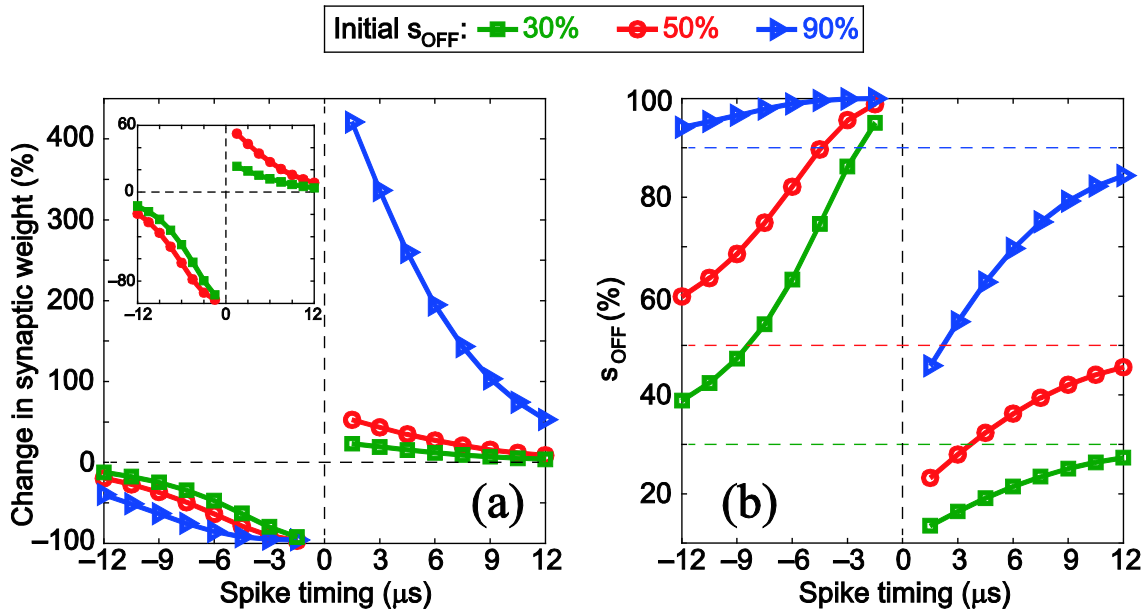 Initial sOFF: 30% 50% 90%
Change in synaptic weight (%)
400
300
200
100
0
−100
60
0
−80
−12 0 12
(a)
−12 −9 −6 −3 0 3 6 9 12
Spike timing (μs)
sOFF (%)
100
80
60
40
20
(b)
−12 −9 −6 −3 0 3 6 9 12
Spike timing (μs)